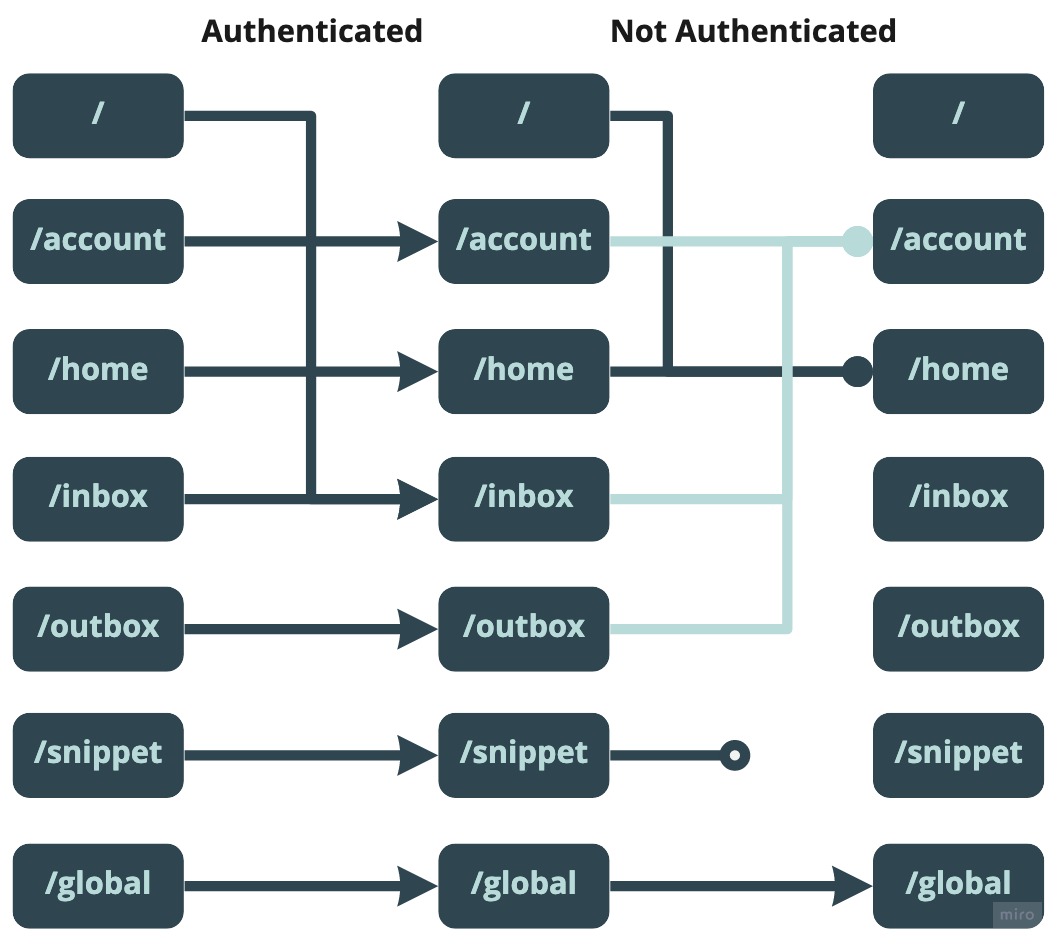 Authenticated Not Authenticated
/ / /
/account /account /account
/home /home /home
/inbox /inbox /inbox
/outbox /outbox /outbox
/snippet /snippet /snippet
/global /global /global
miro